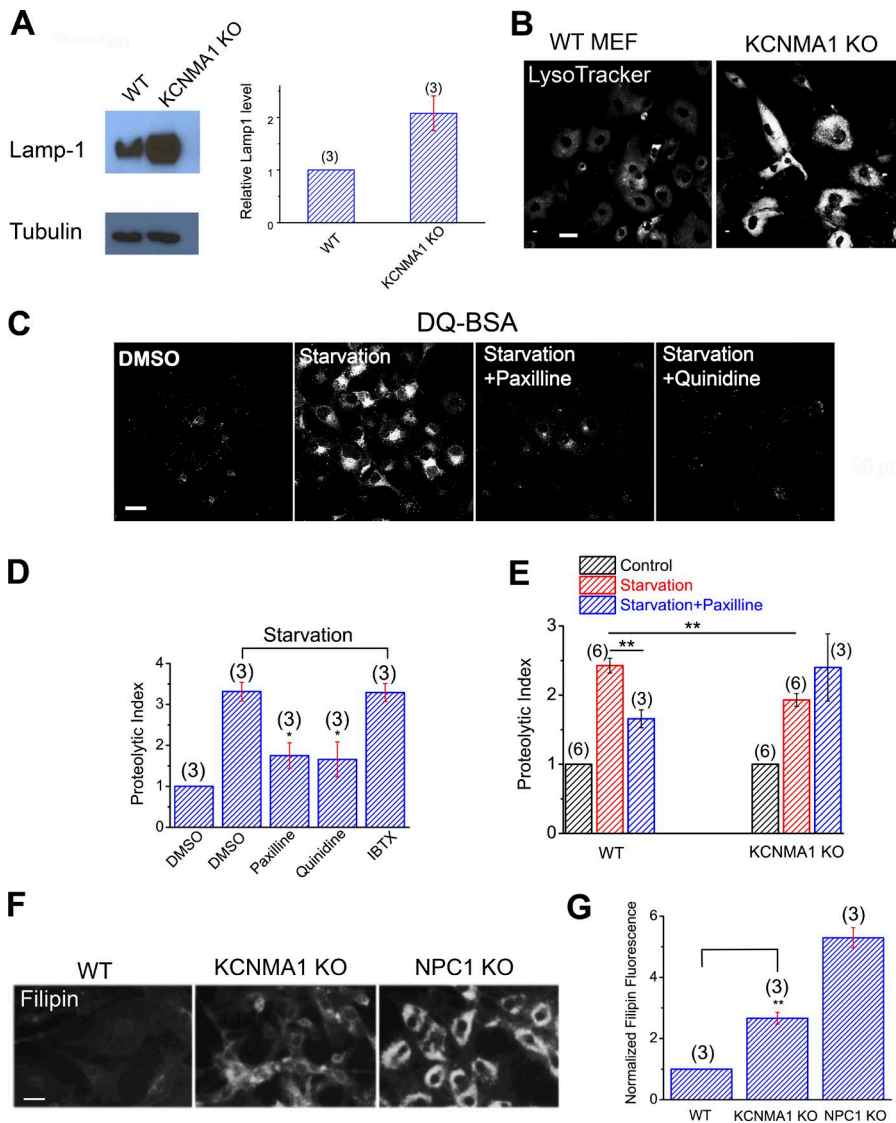 A
WT
KCNMA1 KO
Lamp-1
Tubulin
Relative Lamp1 level
2
1
0
(3)
(3)
WT
KCNMA1 KO
B
WT MEF
KCNMA1 KO
LysoTracker
C
DQ-BSA
DMSO
Starvation
Starvation
+Paxilline
Starvation
+Quinidine
D
Starvation
Proteolytic Index
4
3
2
1
0
(3)
(3)
(3)
*
(3)
*
(3)
DMSO
DMSO
Paxilline
Quinidine
IBTX
E
Control
Starvation
Starvation+Paxilline
Proteolytic Index
3
2
1
0
(6)
(6)
**
(3)
**
(6)
(6)
(3)
WT
KCNMA1 KO
F
WT
KCNMA1 KO
NPC1 KO
Filipin
G
Normalized Filipin Fluorescence
6
4
2
0
(3)
(3)
**
(3)
WT
KCNMA1 KO
NPC1 KO